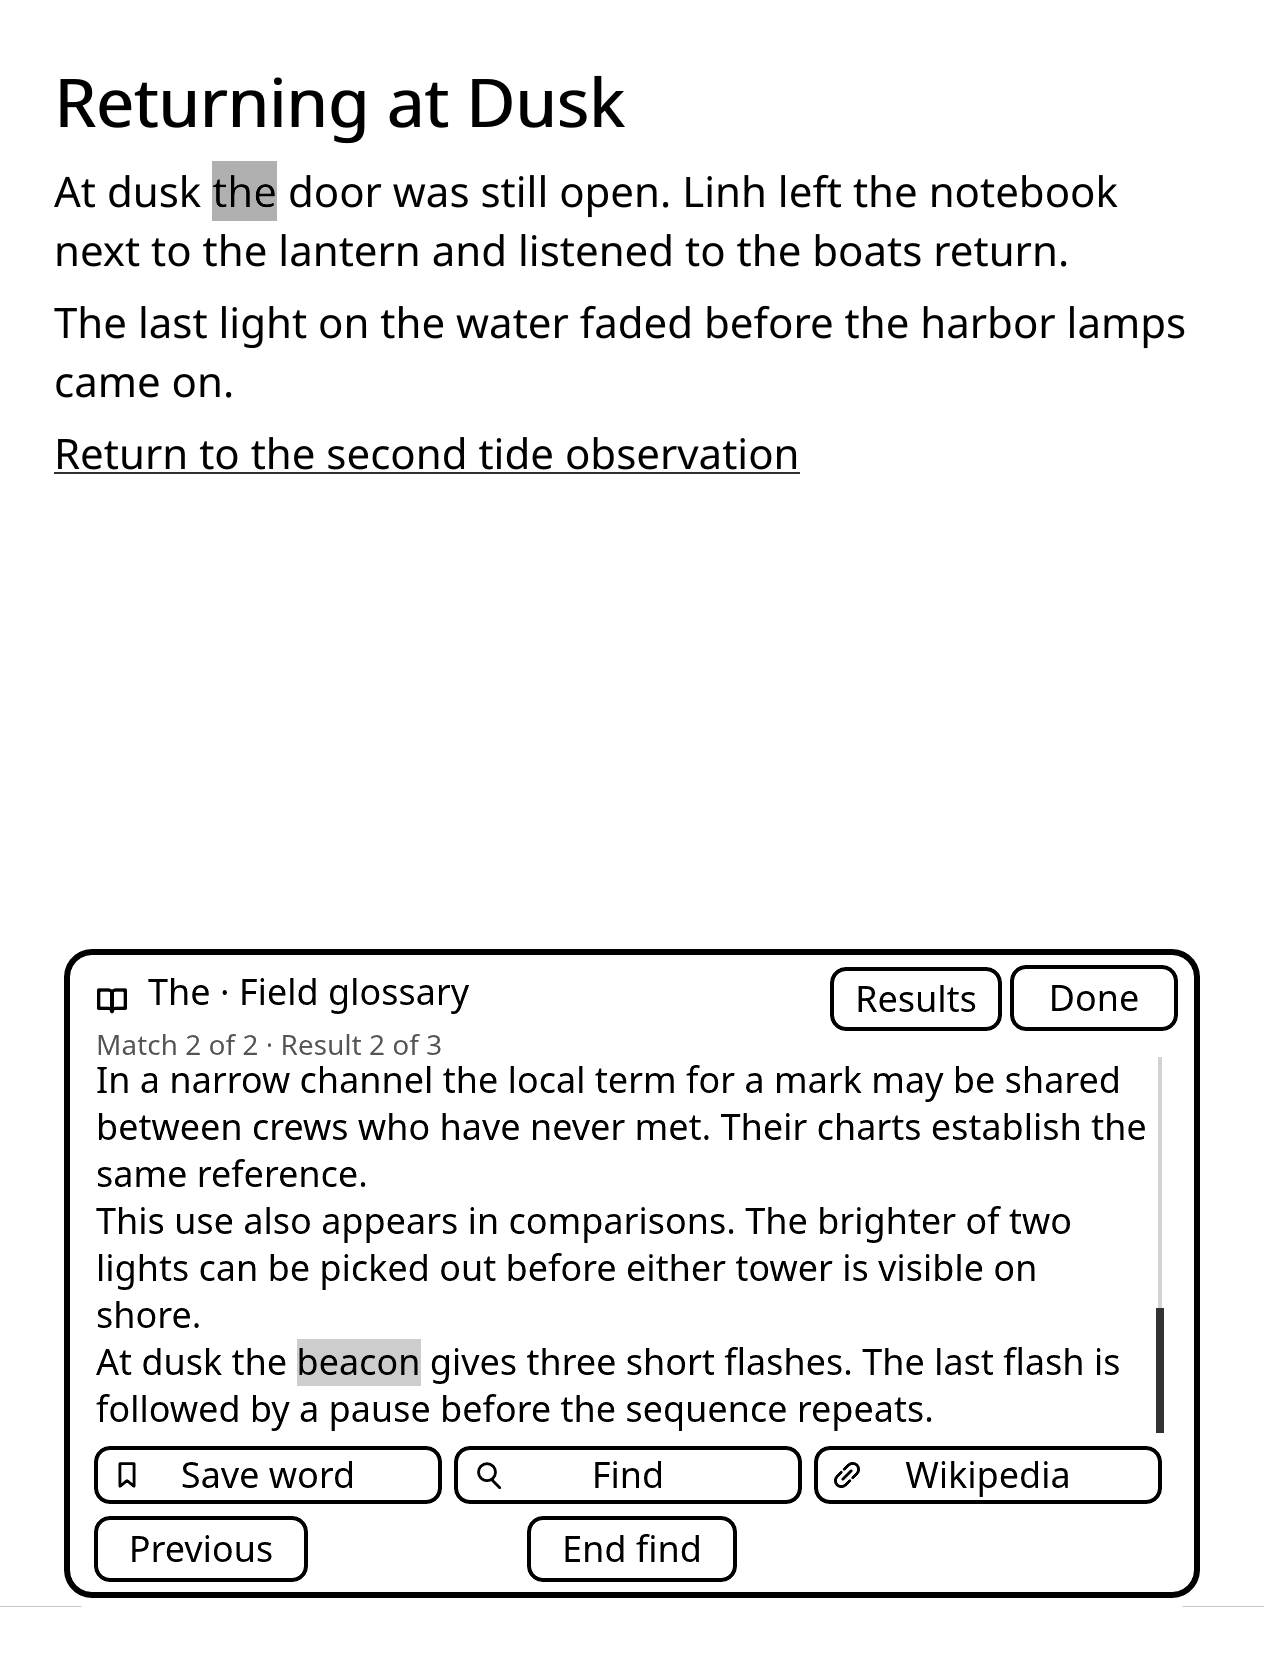 Returning at Dusk
At dusk the door was still open. Linh left the notebook
next to the lantern and listened to the boats return.
The last light on the water faded before the harbor lamps
came on.
Return to the second tide observation
The · Field glossary
Results
Done
Match 2 of 2 · Result 2 of 3
In a narrow channel the local term for a mark may be shared
between crews who have never met. Their charts establish the
same reference.
This use also appears in comparisons. The brighter of two
lights can be picked out before either tower is visible on
shore.
At dusk the beacon gives three short flashes. The last flash is
followed by a pause before the sequence repeats.
Save word
Find
Wikipedia
Previous
End find